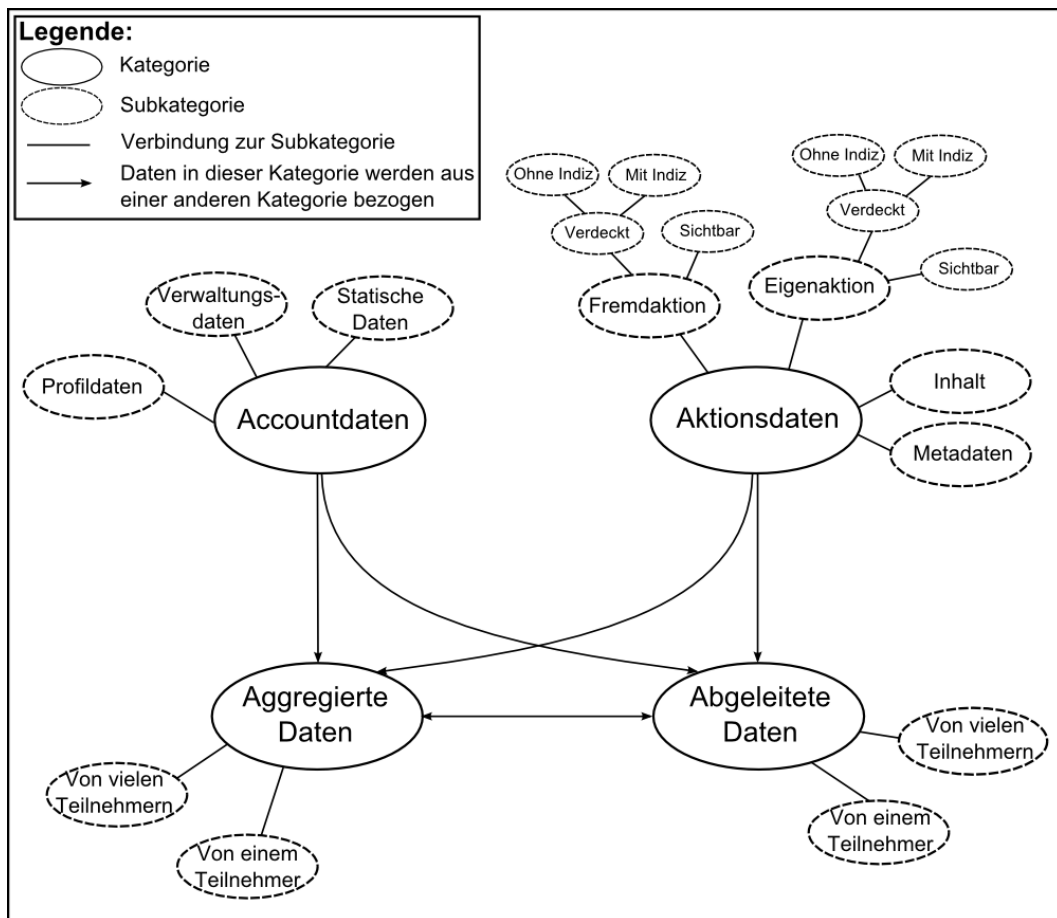 Legende:
Kategorie
Subkategorie
Verbindung zur Subkategorie
Daten in dieser Kategorie werden aus
einer anderen Kategorie bezogen
Ohne Indiz
Mit Indiz
Verdeckt
Sichtbar
Fremdaktion
Ohne Indiz
Mit Indiz
Verdeckt
Sichtbar
Eigenaktion
Verwaltungs-
daten
Statische
Daten
Profildaten
Accountdaten
Aktionsdaten
Inhalt
Metadaten
Aggregierte
Daten
Abgeleitete
Daten
Von vielen
Teilnehmern
Von einem
Teilnehmer
Von vielen
Teilnehmern
Von einem
Teilnehmer